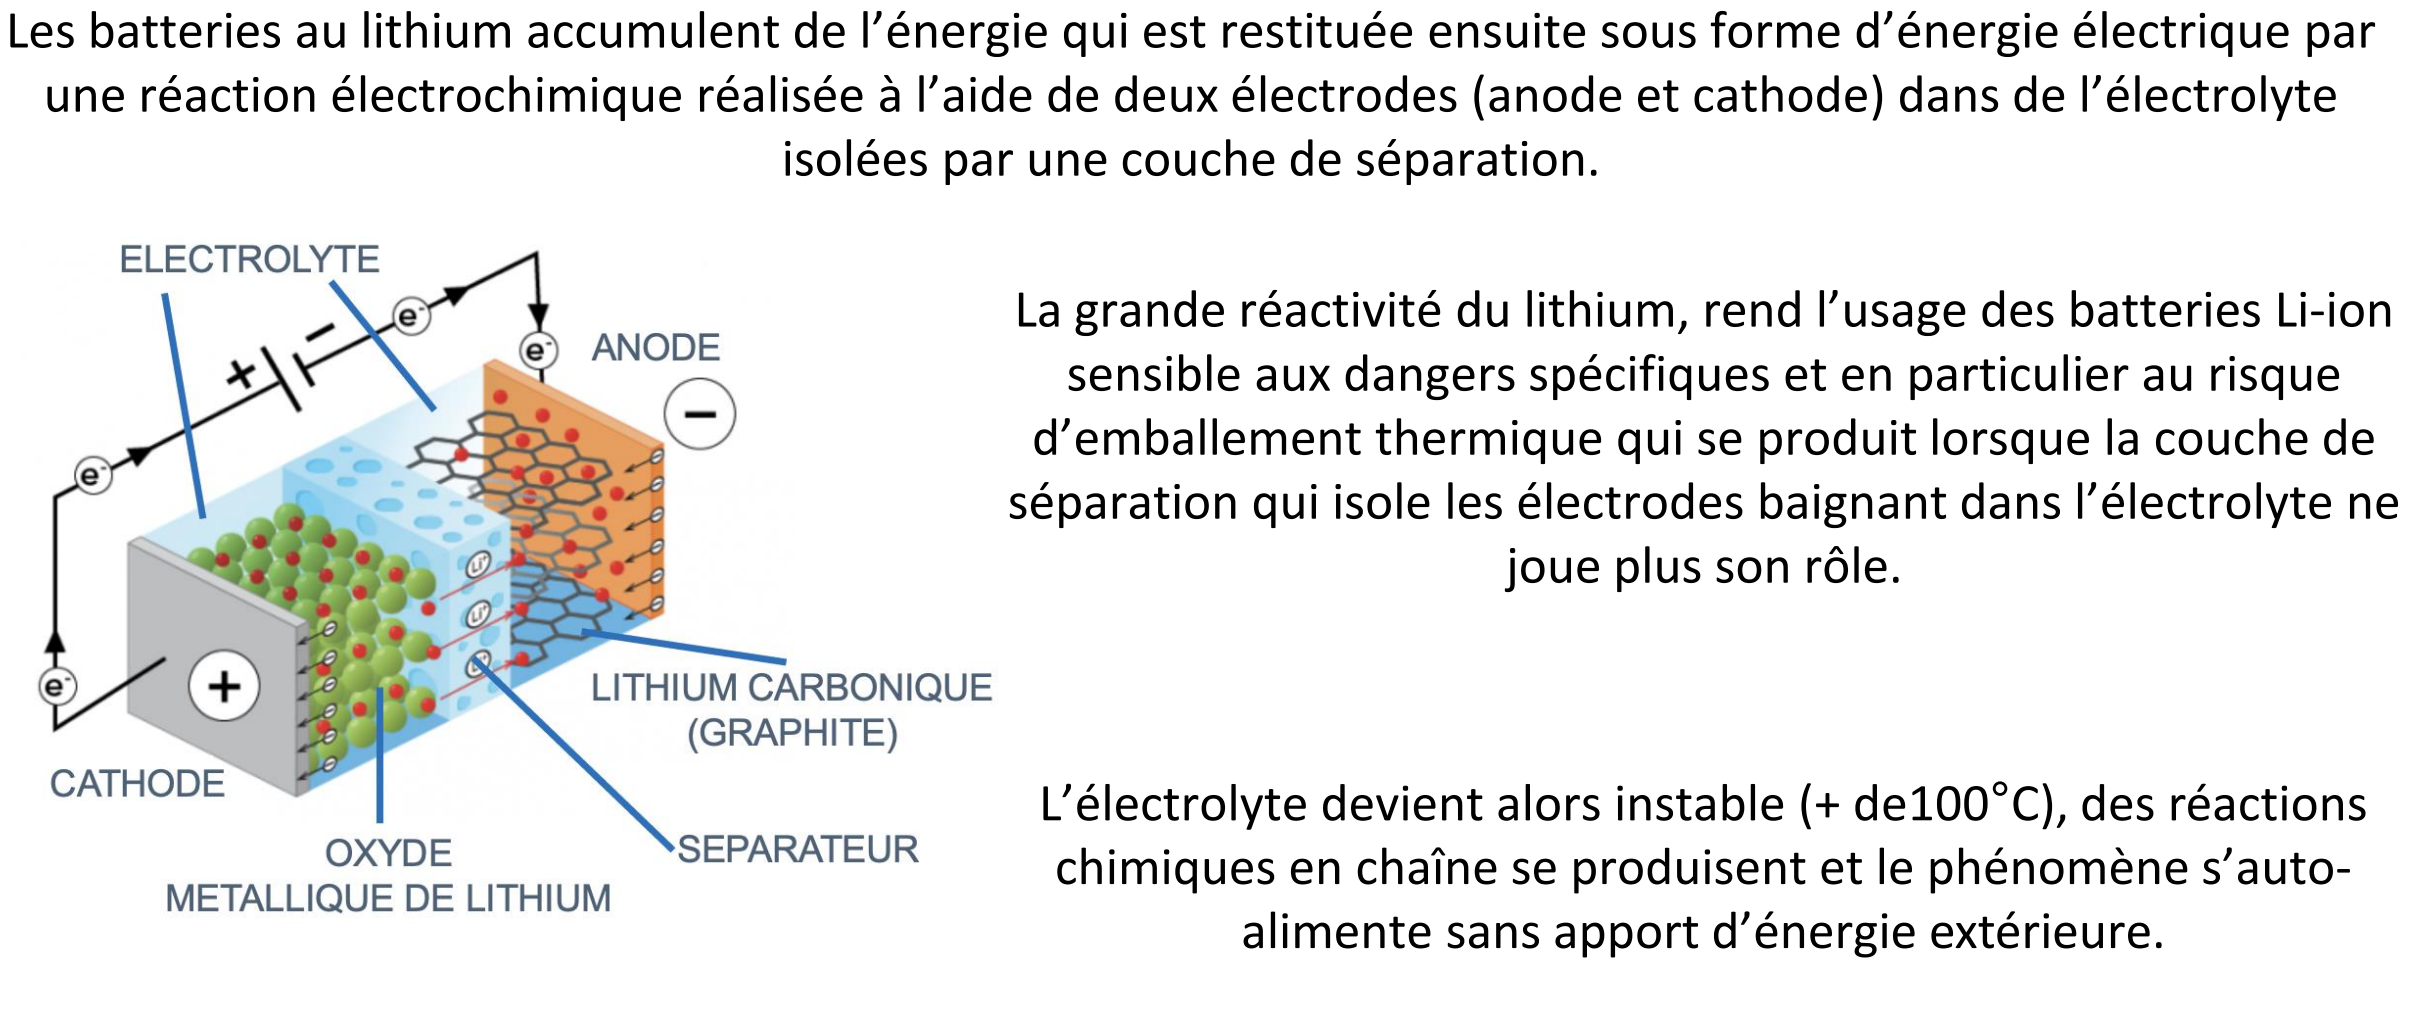 Les batteries au lithium accumulent de l’énergie qui est restituée ensuite sous forme d’énergie électrique par
une réaction électrochimique réalisée à l’aide de deux électrodes (anode et cathode) dans de l’électrolyte
isolées par une couche de séparation.
ELECTROLYTE
e-
+ -
e-
ANODE
e-
−
Li+
Li+
Li+
e-
+
CATHODE
LITHIUM CARBONIQUE
(GRAPHITE)
SEPARATEUR
OXYDE
METALLIQUE DE LITHIUM
La grande réactivité du lithium, rend l’usage des batteries Li-ion
sensible aux dangers spécifiques et en particulier au risque
d’emballement thermique qui se produit lorsque la couche de
séparation qui isole les électrodes baignant dans l’électrolyte ne
joue plus son rôle.
L’électrolyte devient alors instable (+ de100°C), des réactions
chimiques en chaîne se produisent et le phénomène s’auto-
alimente sans apport d’énergie extérieure.